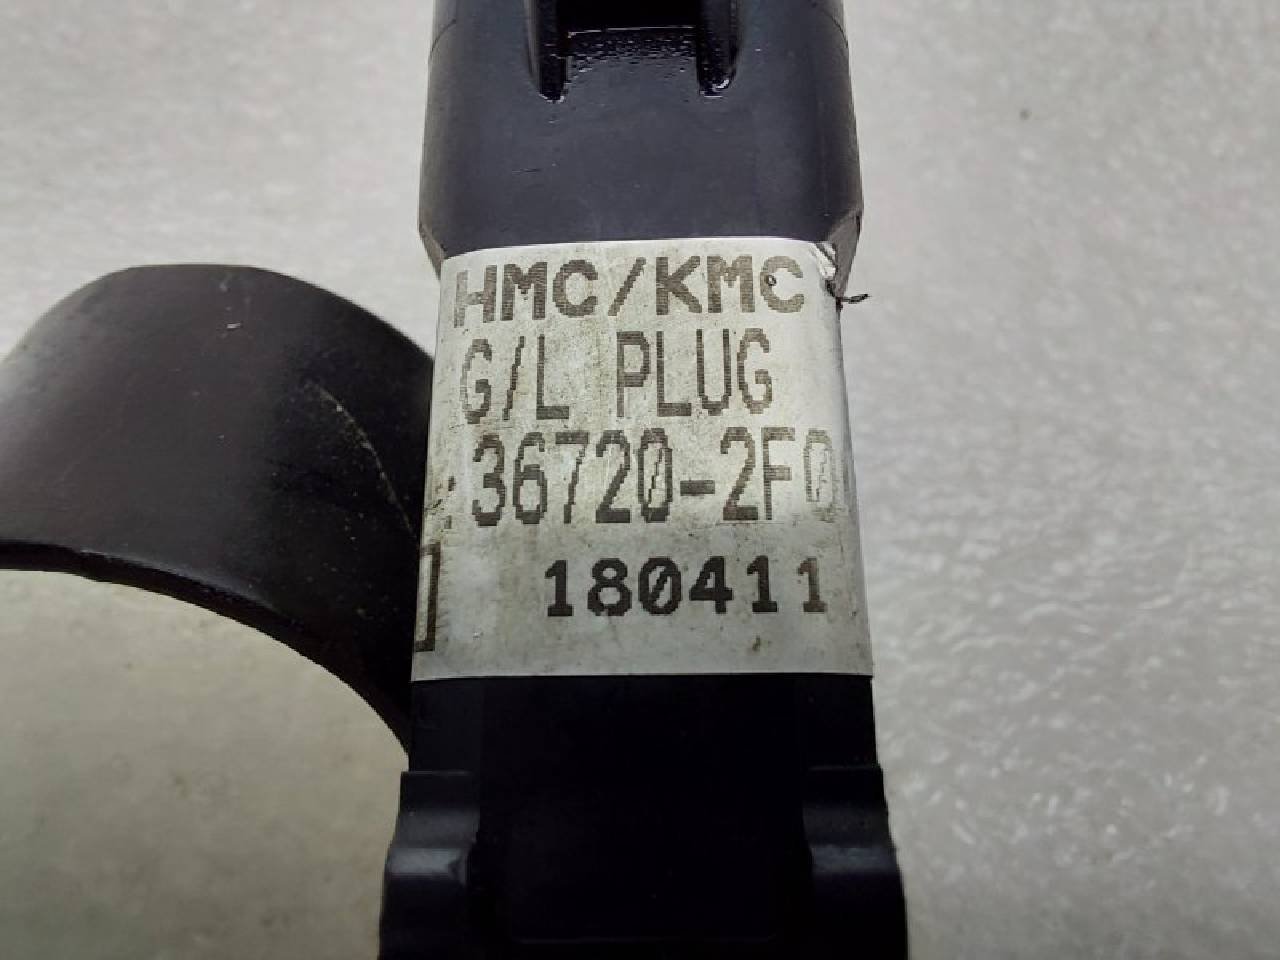 HMC/KMC
G/L PLUG
:36720-2F0
180411